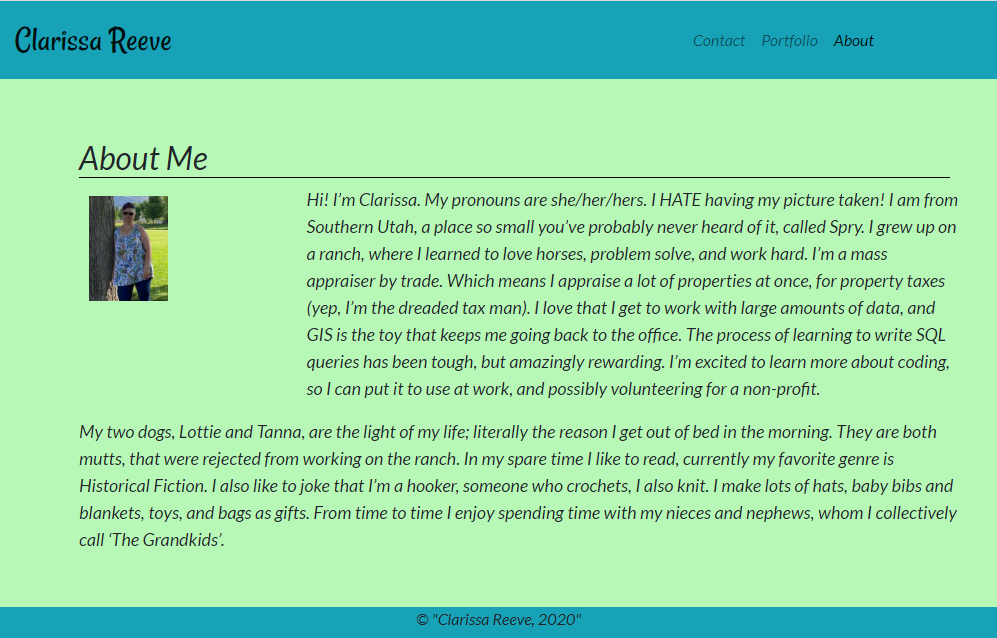 Clarissa Reeve
Contact Portfolio About
About Me
Hi! I’m Clarissa. My pronouns are she/her/hers. I HATE having my picture taken! I am from
Southern Utah, a place so small you’ve probably never heard of it, called Spry. I grew up on
a ranch, where I learned to love horses, problem solve, and work hard. I’m a mass
appraiser by trade. Which means I appraise a lot of properties at once, for property taxes
(yep, I’m the dreaded tax man). I love that I get to work with large amounts of data, and
GIS is the toy that keeps me going back to the office. The process of learning to write SQL
queries has been tough, but amazingly rewarding. I’m excited to learn more about coding,
so I can put it to use at work, and possibly volunteering for a non-profit.
My two dogs, Lottie and Tanna, are the light of my life; literally the reason I get out of bed in the morning. They are both
mutts, that were rejected from working on the ranch. In my spare time I like to read, currently my favorite genre is
Historical Fiction. I also like to joke that I’m a hooker, someone who crochets, I also knit. I make lots of hats, baby bibs and
blankets, toys, and bags as gifts. From time to time I enjoy spending time with my nieces and nephews, whom I collectively
call ‘The Grandkids’.
© "Clarissa Reeve, 2020"